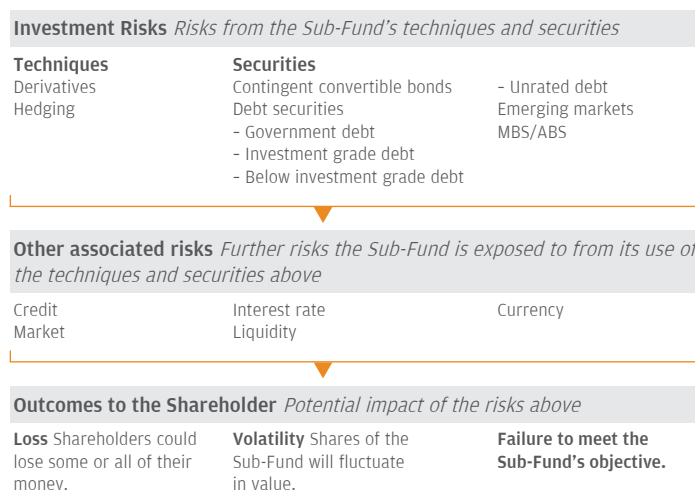 Investment Risks Risks from the Sub-Fund's techniques and securities
Techniques
Derivatives
Hedging
Securities
Contingent convertible bonds
Debt securities
– Government debt
– Investment grade debt
– Below investment grade debt
– Unrated debt
Emerging markets
MBS/ABS
Other associated risks Further risks the Sub-Fund is exposed to from its use of
the techniques and securities above
Credit
Market
Interest rate
Liquidity
Currency
Outcomes to the Shareholder Potential impact of the risks above
Loss Shareholders could
lose some or all of their
money.
Volatility Shares of the
Sub-Fund will fluctuate
in value.
Failure to meet the
Sub-Fund's objective.